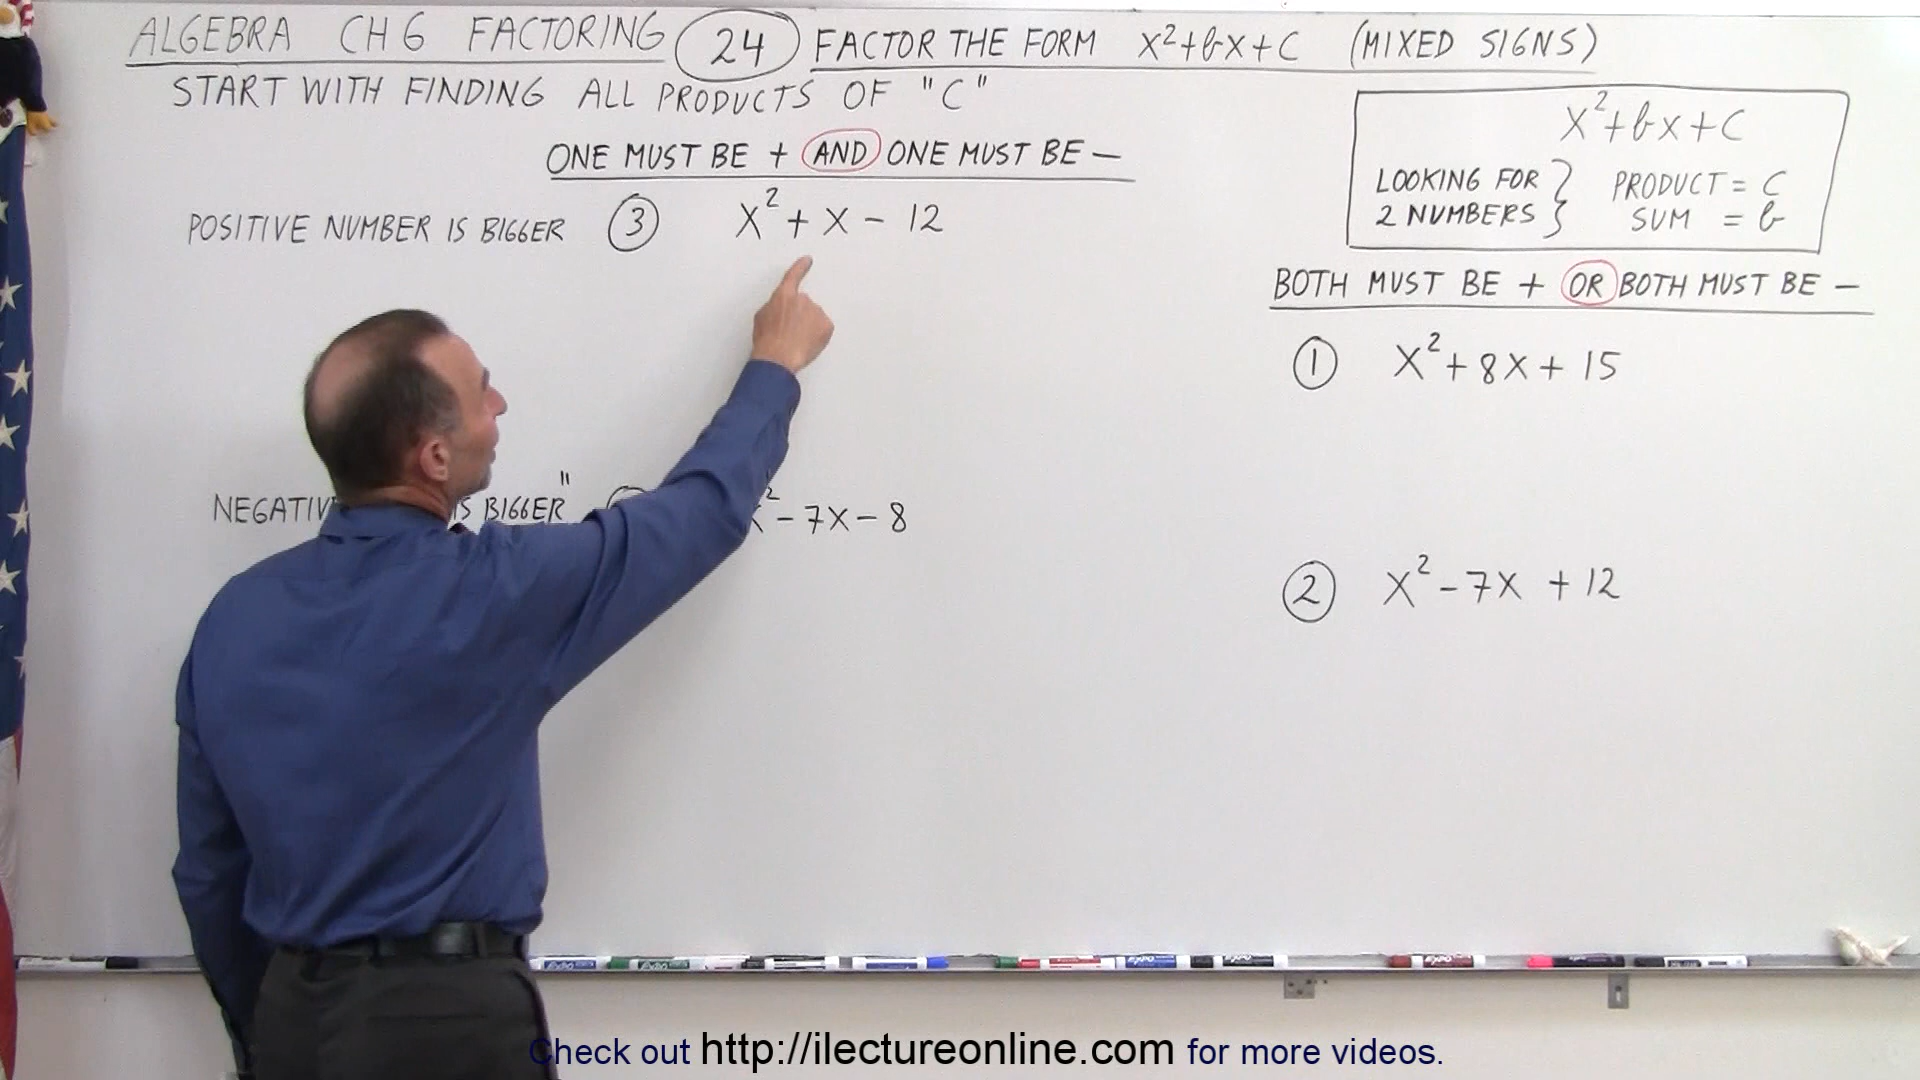 ALGEBRA CH 6 FACTORING 24 FACTOR THE FORM x²+bx+c (MIXED SIGNS)
START WITH FINDING ALL PRODUCTS OF "C"
ONE MUST BE + AND ONE MUST BE −
POSITIVE NUMBER IS BIGGER 3 x² + x − 12
IS BIGGER" x² − 7x − 8
x²+bx+c
LOOKING FOR } PRODUCT = c
2 NUMBERS } SUM = b
BOTH MUST BE + OR BOTH MUST BE −
1 x² + 8x + 15
2 x² − 7x + 12
Check out http://ilectureonline.com for more videos.